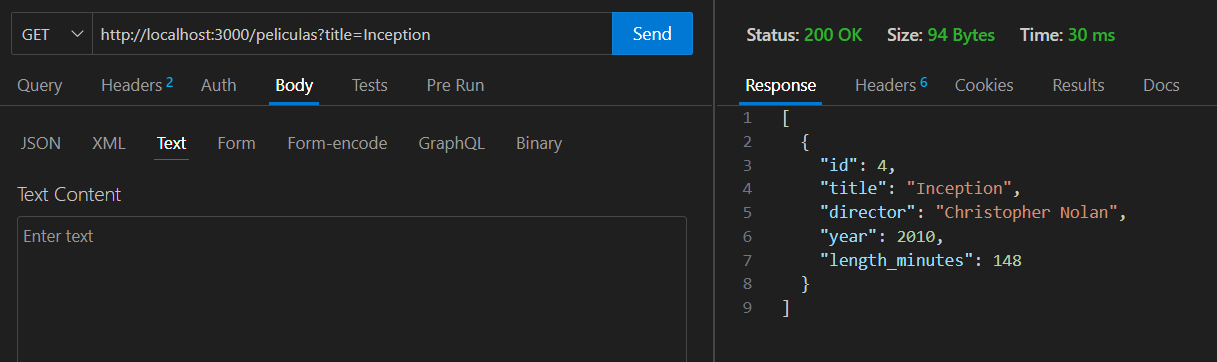 GET http://localhost:3000/peliculas?title=Inception Send
Query Headers 2 Auth Body Tests Pre Run
JSON XML Text Form Form-encode GraphQL Binary
Text Content
Enter text
Status: 200 OK Size: 94 Bytes Time: 30 ms
Response Headers 6 Cookies Results Docs
1 [
2 {
3 "id": 4,
4 "title": "Inception",
5 "director": "Christopher Nolan",
6 "year": 2010,
7 "length_minutes": 148
8 }
9 ]